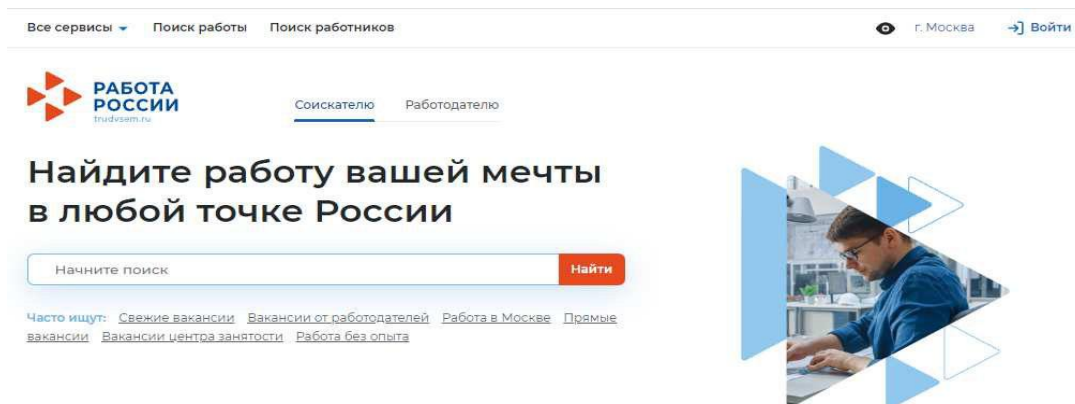 Все сервисы Поиск работы Поиск работников г. Москва Войти
РАБОТА
РОССИИ
trudvsem.ru
Соискателю Работодателю
Найдите работу вашей мечты
в любой точке России
Начните поиск Найти
Часто ищут: Свежие вакансии Вакансии от работодателей Работа в Москве Прямые
вакансии Вакансии центра занятости Работа без опыта